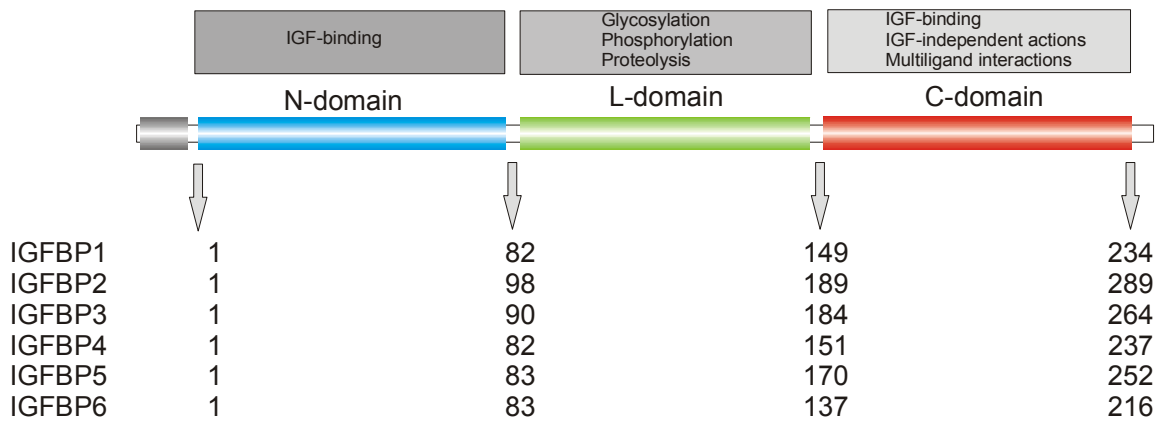 IGF-binding
Glycosylation
Phosphorylation
Proteolysis
IGF-binding
IGF-independent actions
Multiligand interactions
N-domain L-domain C-domain
IGFBP1 1 82 149 234
IGFBP2 1 98 189 289
IGFBP3 1 90 184 264
IGFBP4 1 82 151 237
IGFBP5 1 83 170 252
IGFBP6 1 83 137 216